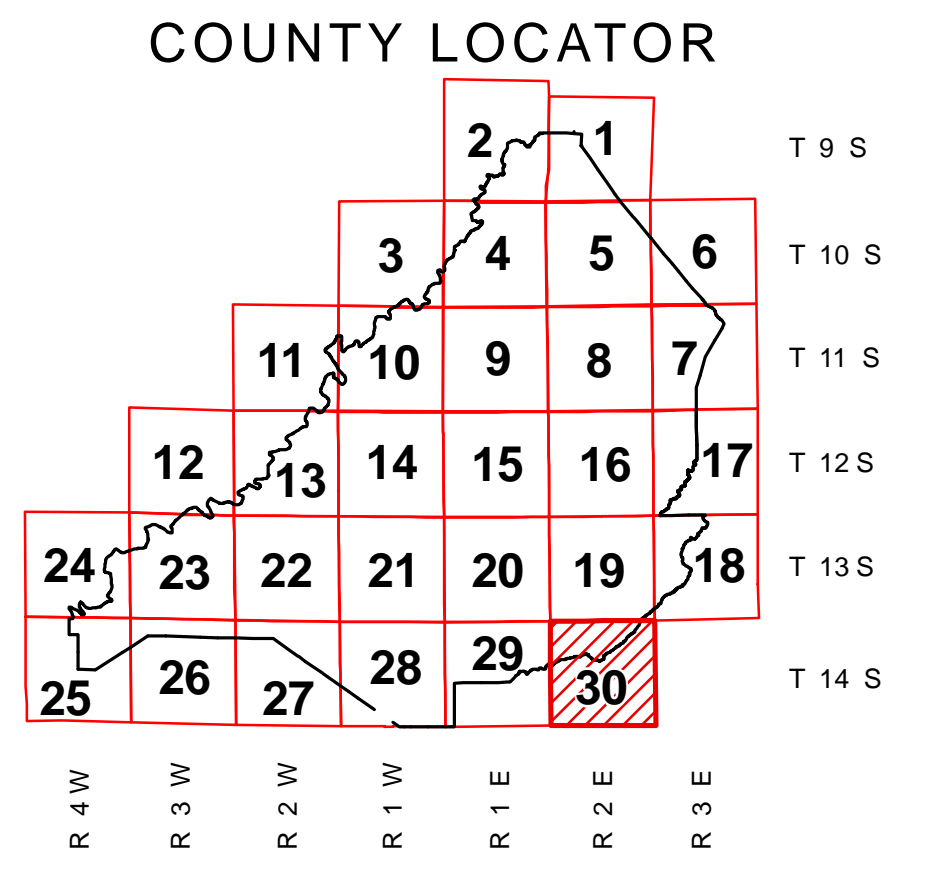 COUNTY LOCATOR
2 1 T 9 S
3 4 5 6 T 10 S
11 10 9 8 7 T 11 S
12 13 14 15 16 17 T 12 S
24 23 22 21 20 19 18 T 13 S
25 26 27 28 29 30 T 14 S
R 4 W
R 3 W
R 2 W
R 1 W
R 1 E
R 2 E
R 3 E